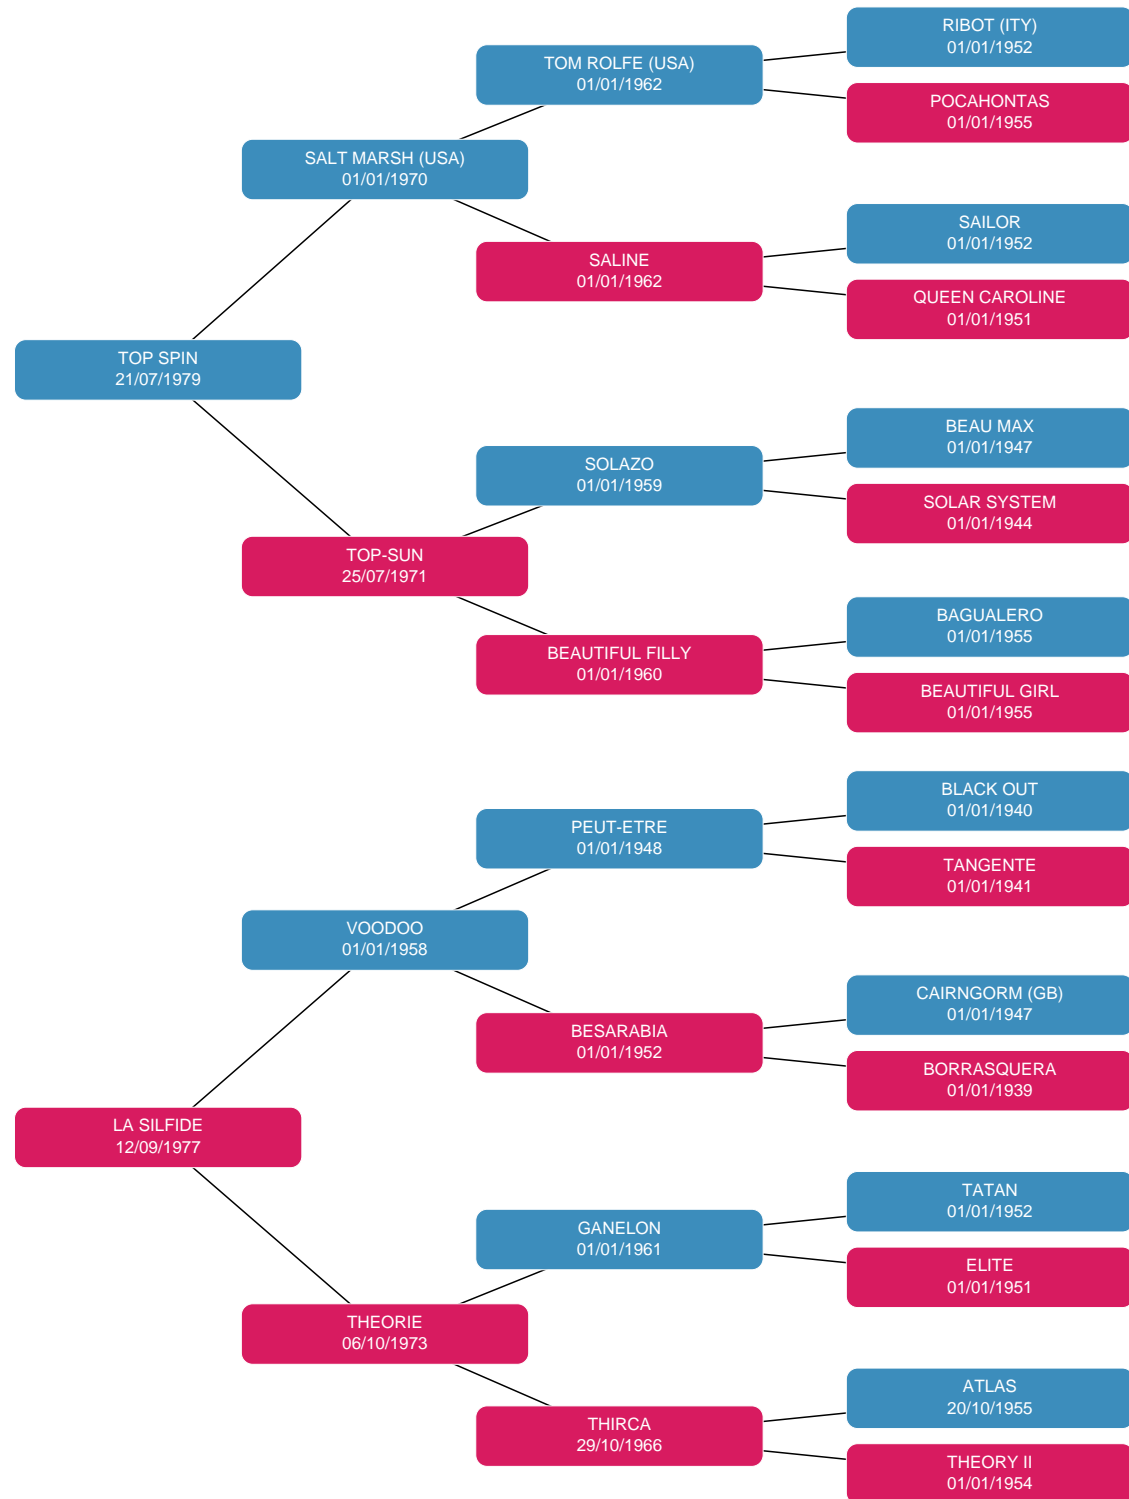 RIBOT (ITY)
01/01/1952
TOM ROLFE (USA)
01/01/1962
POCAHONTAS
01/01/1955
SALT MARSH (USA)
01/01/1970
SAILOR
01/01/1952
SALINE
01/01/1962
QUEEN CAROLINE
01/01/1951
TOP SPIN
21/07/1979
BEAU MAX
01/01/1947
SOLAZO
01/01/1959
SOLAR SYSTEM
01/01/1944
TOP-SUN
25/07/1971
BAGUALERO
01/01/1955
BEAUTIFUL FILLY
01/01/1960
BEAUTIFUL GIRL
01/01/1955
BLACK OUT
01/01/1940
PEUT-ETRE
01/01/1948
TANGENTE
01/01/1941
VOODOO
01/01/1958
CAIRNGORM (GB)
01/01/1947
BESARABIA
01/01/1952
BORRASQUERA
01/01/1939
LA SILFIDE
12/09/1977
TATAN
01/01/1952
GANELON
01/01/1961
ELITE
01/01/1951
THEORIE
06/10/1973
ATLAS
20/10/1955
THIRCA
29/10/1966
THEORY II
01/01/1954